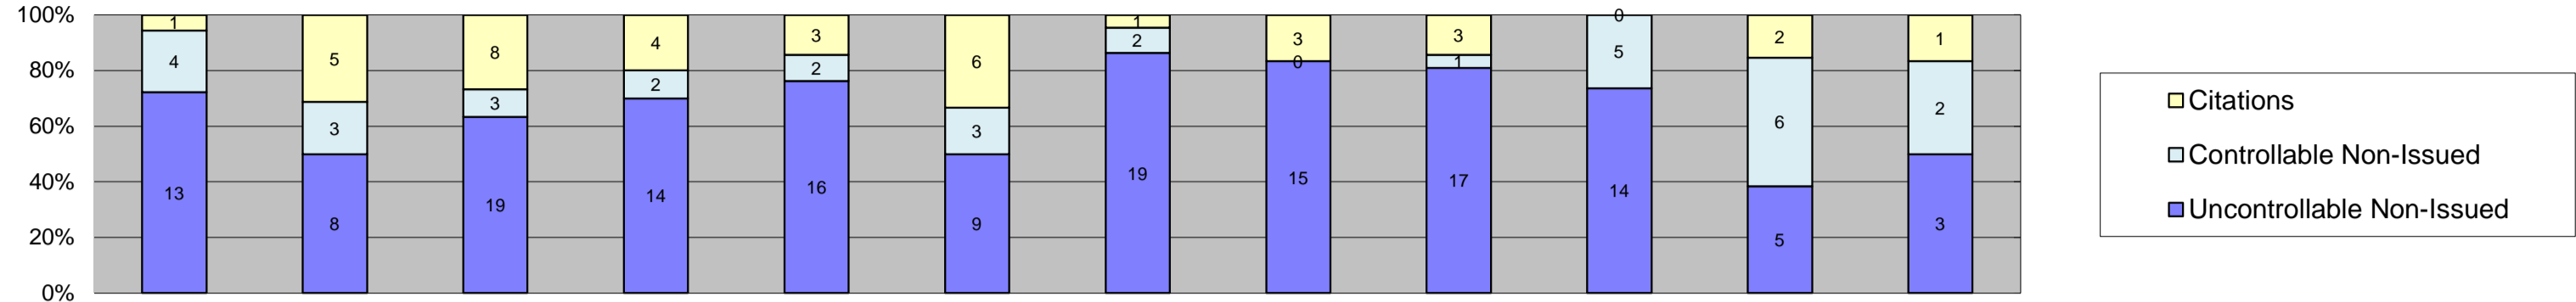 100%
80%
60%
40%
20%
0%
1 5 8 4 3 6 1 3 3 0 2 1
4 3 3 2 2 3 2 0 1 5 6 2
13 8 19 14 16 9 19 15 17 14 5 3
Citations
Controllable Non-Issued
Uncontrollable Non-Issued